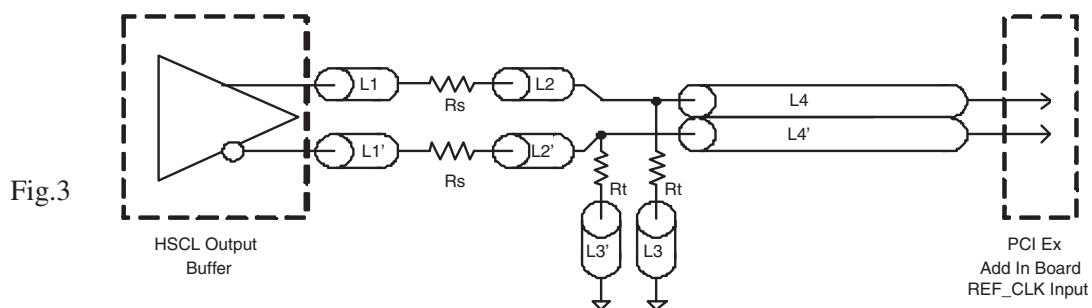 L1
Rs
L2
L4
L4'
L1'
Rs
L2'
Rt
Rt
L3'
L3
Fig.3
HSCL Output
Buffer
PCI Ex
Add In Board
REF_CLK Input